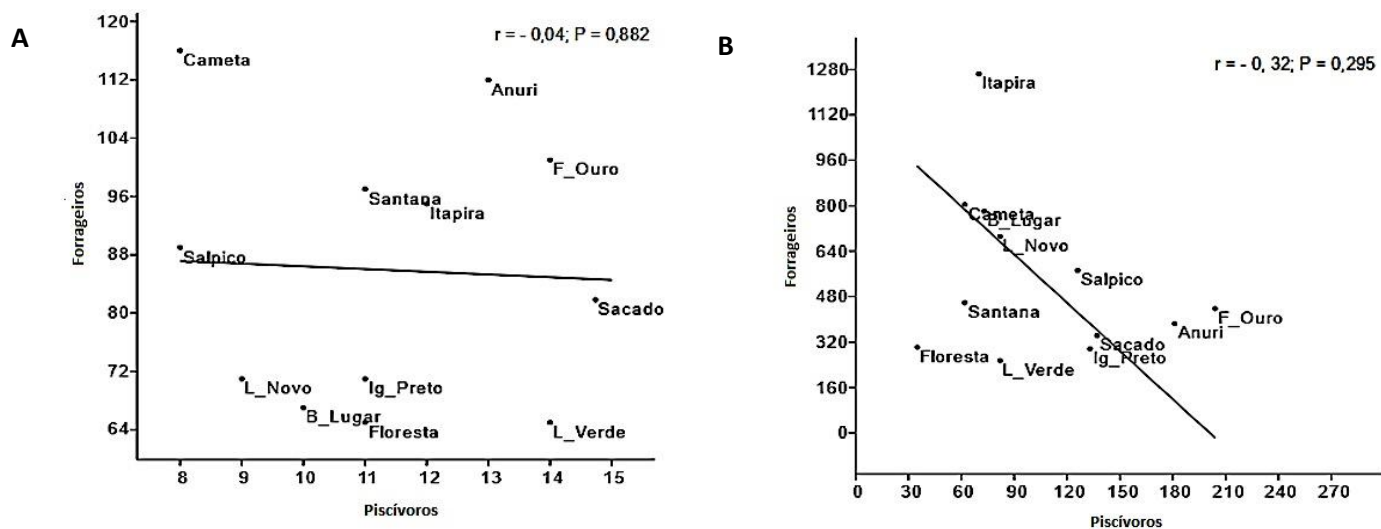 A
r = - 0,04; P = 0,882
Forrageiros
120
112
104
96
88
80
72
64
Cameta
Anuri
F_Ouro
Santana
Itapira
Salpico
Sacado
L_Novo
Ig_Preto
B_Lugar
Floresta
L_Verde
8 9 10 11 12 13 14 15
Piscívoros
B
r = - 0, 32; P = 0,295
Forrageiros
1280
1120
960
800
640
480
320
160
0
Itapira
Cameta
B_Lugar
L_Novo
Salpico
Santana
F_Ouro
Anuri
Sacado
Floresta
Ig_Preto
L_Verde
0 30 60 90 120 150 180 210 240 270
Piscívoros